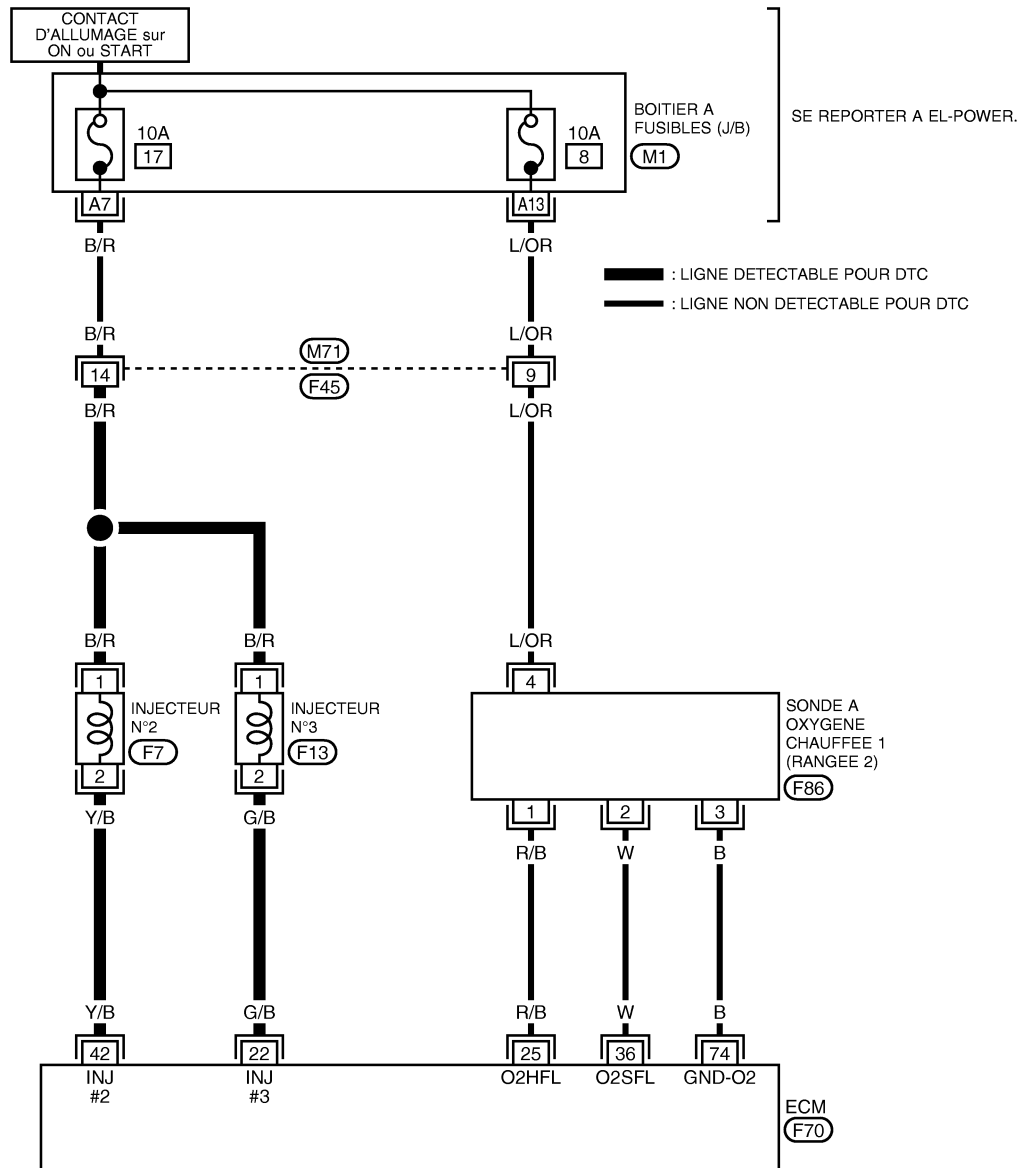 CONTACT
D'ALLUMAGE sur
ON ou START
BOITIER A
FUSIBLES (J/B)
M1
SE REPORTER A EL-POWER.
10A
17
10A
8
A7
A13
B/R
L/OR
: LIGNE DETECTABLE POUR DTC
: LIGNE NON DETECTABLE POUR DTC
B/R
L/OR
M71
14
9
F45
B/R
L/OR
B/R
B/R
L/OR
1
1
4
INJECTEUR
N°2
F7
INJECTEUR
N°3
F13
SONDE A
OXYGENE
CHAUFFEE 1
(RANGEE 2)
F86
2
2
1
2
3
Y/B
G/B
R/B
W
B
Y/B
G/B
R/B
W
B
42
22
25
36
74
INJ
#2
INJ
#3
O2HFL
O2SFL
GND-O2
ECM
F70